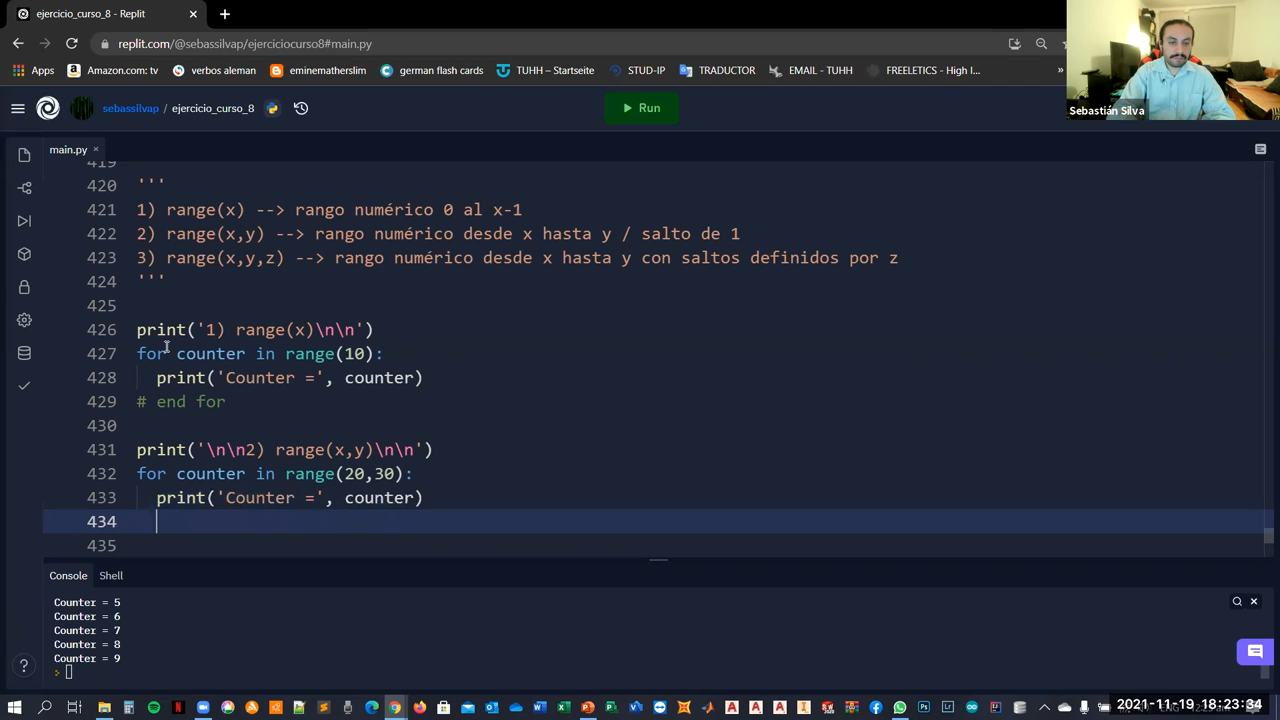 ejercicio_curso_8 - Replit
replit.com/@sebassilvap/ejerciciocurso8#main.py
Apps
Amazon.com: tv
verbos aleman
eminematherslim
german flash
TUHH – Startseite
STUD-IP
TRADUCTOR
EMAIL - TUHH
FREELETICS - High I...
»
Sebastián Silva
sebassilvap / ejercicio_curso_8
Run
main.py
419
420 '''
421 1) range(x) --> rango numérico 0 al x-1
422 2) range(x,y) --> rango numérico desde x hasta y / salto de 1
423 3) range(x,y,z) --> rango numérico desde x hasta y con saltos definidos por z
424 '''
425
426 print('1) range(x)\n\n')
427 for counter in range(10):
428 print('Counter =', counter)
429 # end for
430
431 print('\n\n2) range(x,y)\n\n')
432 for counter in range(20,30):
433 print('Counter =', counter)
434
435
Console Shell
Counter = 5
Counter = 6
Counter = 7
Counter = 8
Counter = 9
>
2021-11-19 18:23:34